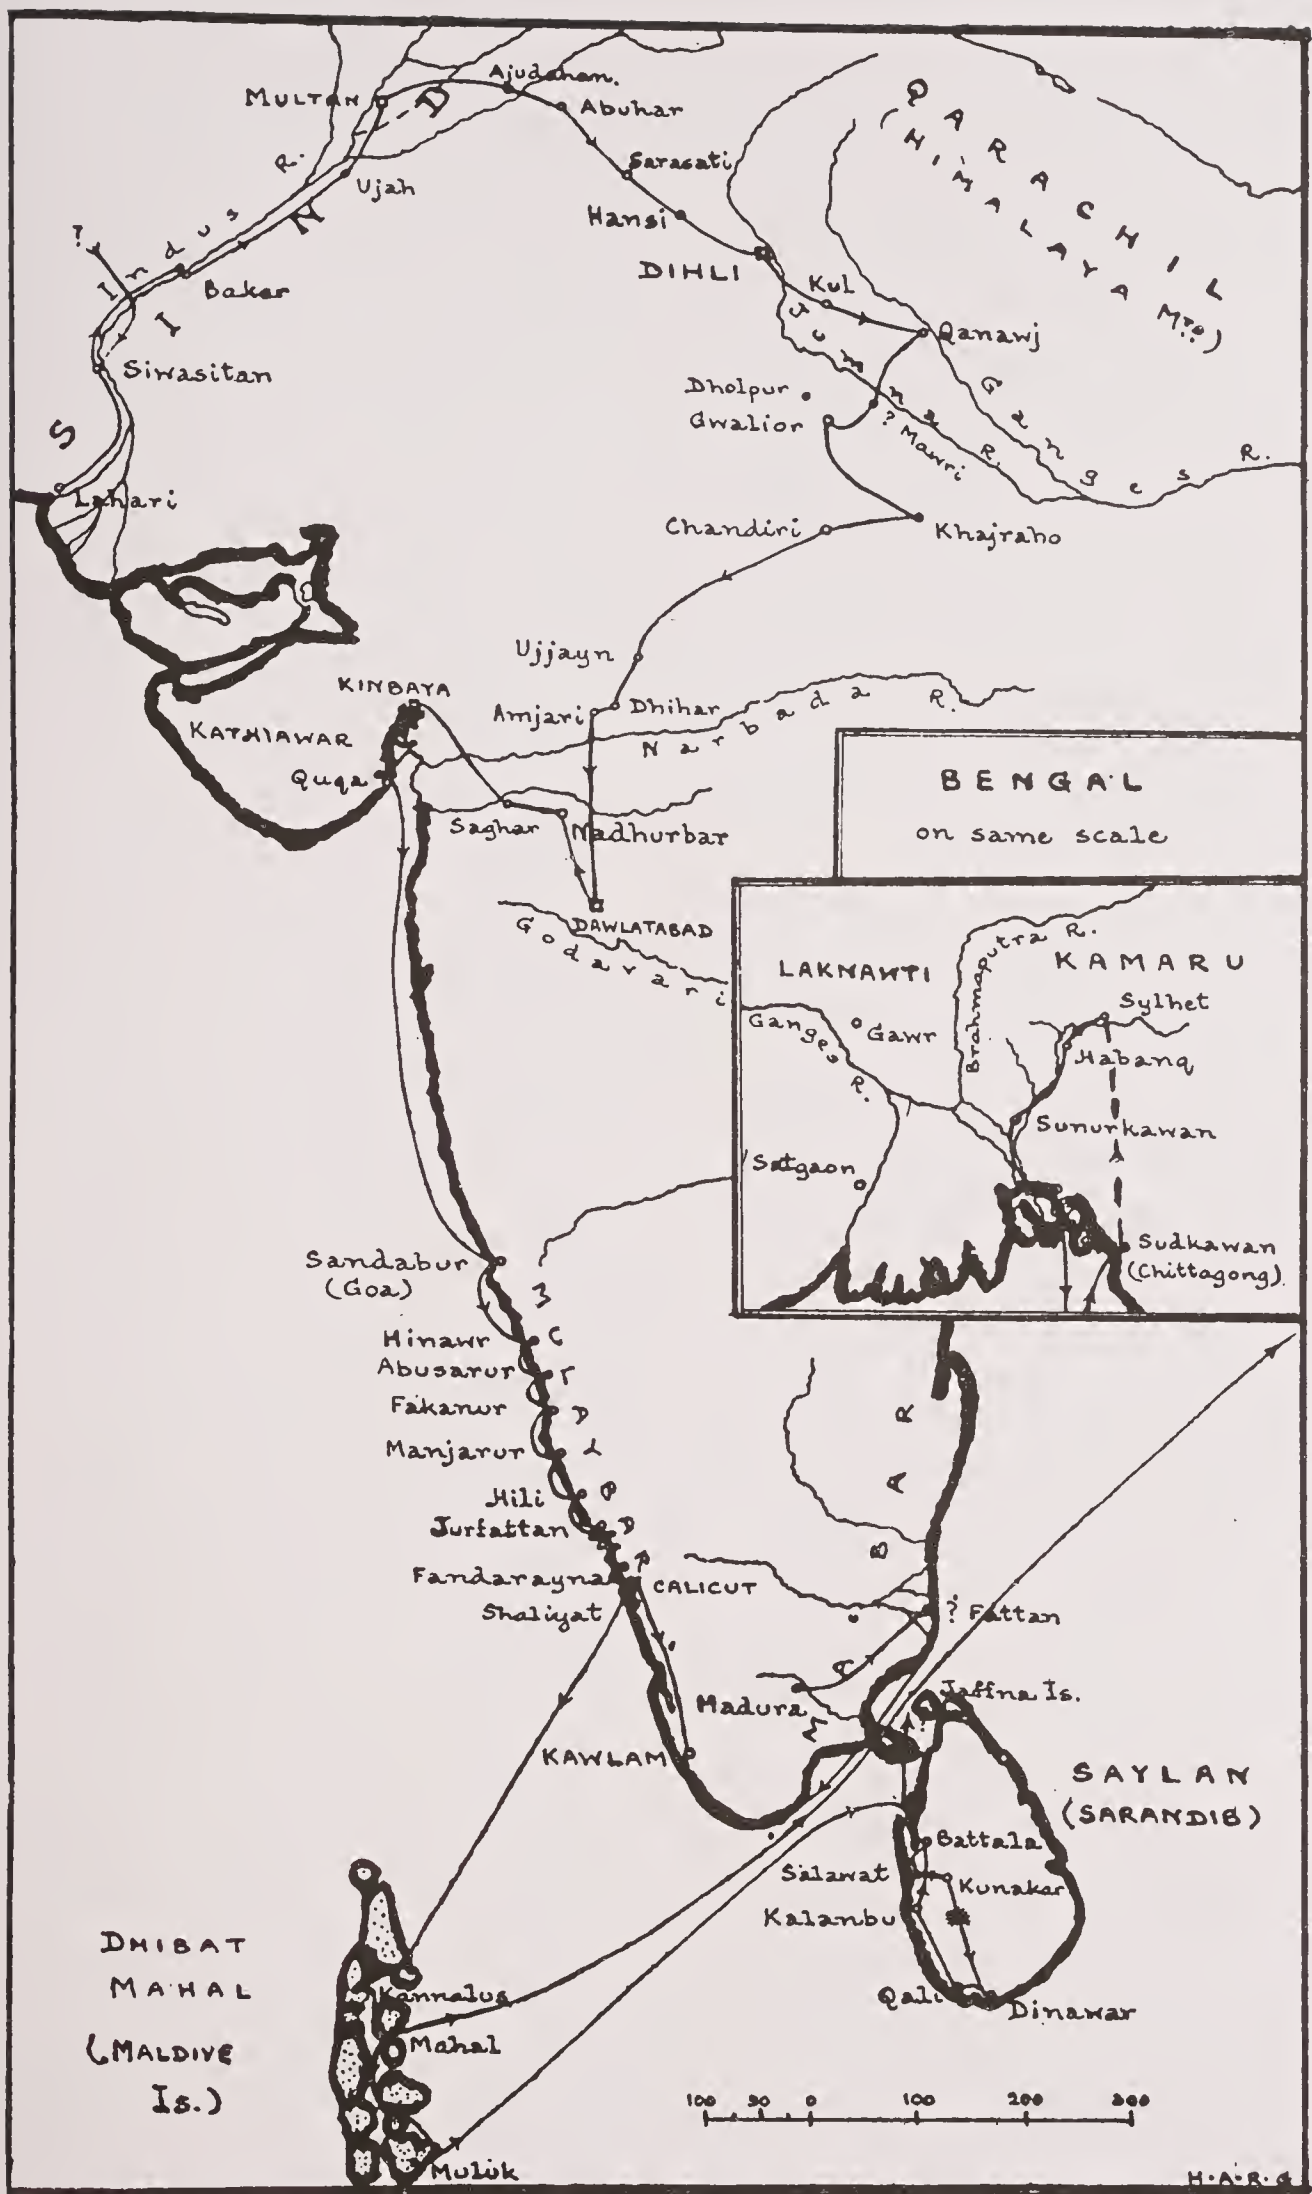 MULTAN
Ajudahan.
Abuhar
SIND
Indus R.
Ujah
Sarasati
Hansi
DIHLI
QARACHIL
(HIMALAYA Mts.)
?
Bakar
Kul
Qanawj
Siwasitan
Jumna R.
Ganges R.
Dholpur
Gwalior
? Mawri
Lahari
Chandiri
Khajraho
Ujjayn
KINBAYA
Amjari
Dhihar
Narbada R.
KATHIAWAR
Quqa
Saghar
Nadhurbar
DAWLATABAD
Godavari
BENGAL
on same scale
LAKNAWTI
Brahmaputra R.
KAMARU
Sylhet
Ganges R.
Gawr
Habanq
Sunurkawan
Satgaon
Sudkawan
(Chittagong).
Sandabur
(Goa)
Hinawr
Abusarur
Fakanur
Manjarur
Hili
Jurfattan
Fandarayna
CALICUT
Shaliyat
MA'BAR
? Fattan
Madura
Jaffna Is.
KAWLAM
SAYLAN
(SARANDIB)
Battala
Salawat
Kunakar
Kalanbu
Qali
Dinawar
DHIBAT
MAHAL
(MALDIVE
Is.)
Kannalus
Mahal
Muluk
100 50 0 100 200 300
H.A.R.G